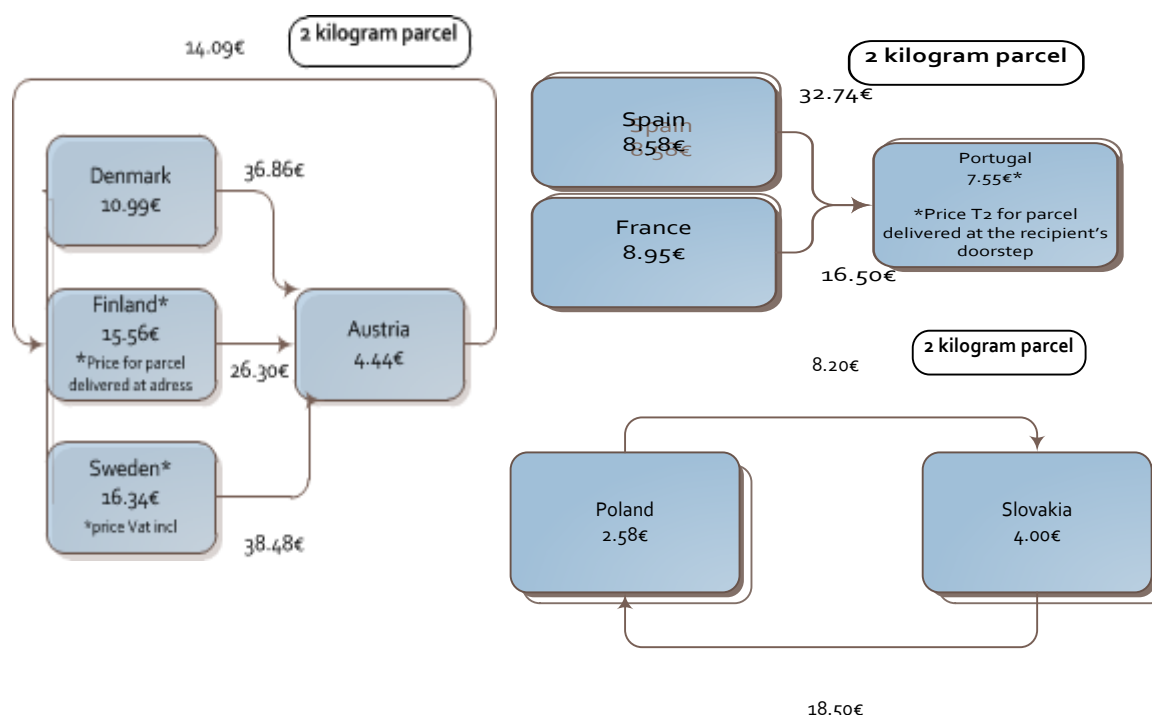 14.09€
2 kilogram parcel
Denmark
10.99€
36.86€
Finland*
15.56€
*Price for parcel
delivered at adress
26.30€
Austria
4.44€
Sweden*
16.34€
*price Vat incl
38.48€
2 kilogram parcel
32.74€
Spain
8.58€
Spain
8.58€
France
8.95€
Portugal
7.55€*
*Price T2 for parcel
delivered at the recipient's
doorstep
16.50€
2 kilogram parcel
8.20€
Poland
2.58€
Slovakia
4.00€
18.50€